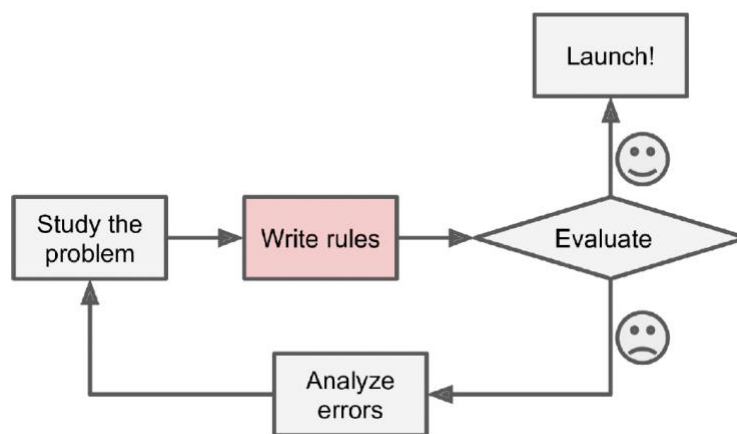 Launch!
Study the
problem
Write rules
Evaluate
Analyze
errors